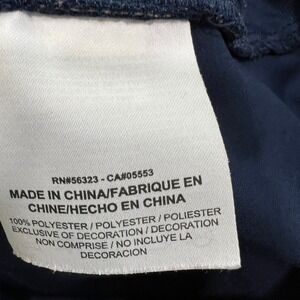 RN#56323 - CA#05553
MADE IN CHINA/FABRIQUE EN
CHINE/HECHO EN CHINA
100% POLYESTER / POLYESTER / POLYESTER
EXCLUSIVE OF DECORATION / DECORATION
NON COMPRISE / NO INCLUYE LA
DECORACION